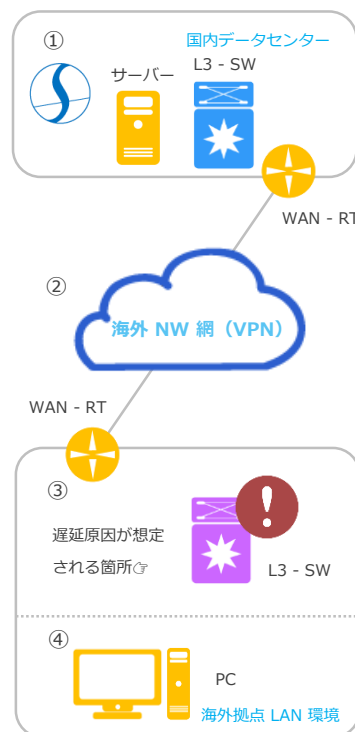 ①
国内データセンター
サーバー
L3 - SW
WAN - RT
②
海外 NW 網（VPN）
WAN - RT
③
遅延原因が想定
される箇所☞
L3 - SW
④
PC
海外拠点 LAN 環境